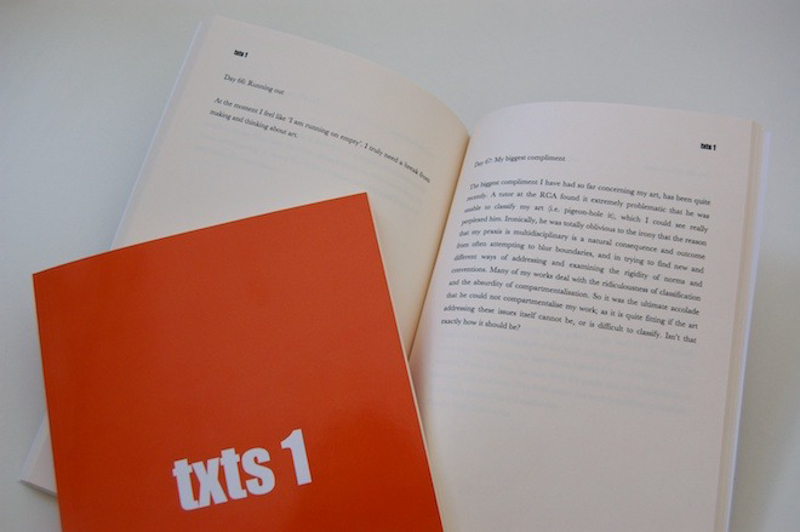 txts 1
Day 66: Running out
At the moment I feel like 'I am running on empty'. I truly need a break from
making and thinking about art.
txts 1
Day 67: My biggest compliment
The biggest compliment I have had so far concerning my art, has been quite
recently. A tutor at the RCA found is extremely problematic that he was
unable to classify my art (i.e. pigeon-hole it), which I could see really
perplexed him. Ironically, he was totally oblivious to the irony that the reason
that my praxis is multidisciplinary is a natural consequence and outcome
from often attempting to blur boundaries, and in trying to find new and
different ways of addressing and examining the rigidity of norms and
conventions. Many of my works deal with the ridiculousness of classification
and the absurdity of compartmentalisation. So it was the ultimate accolade
that he could not compartmentalise my work; as it is quite fitting if the art
addressing these issues itself cannot be, or is difficult to classify. Isn't that
exactly how it should be?
txts 1